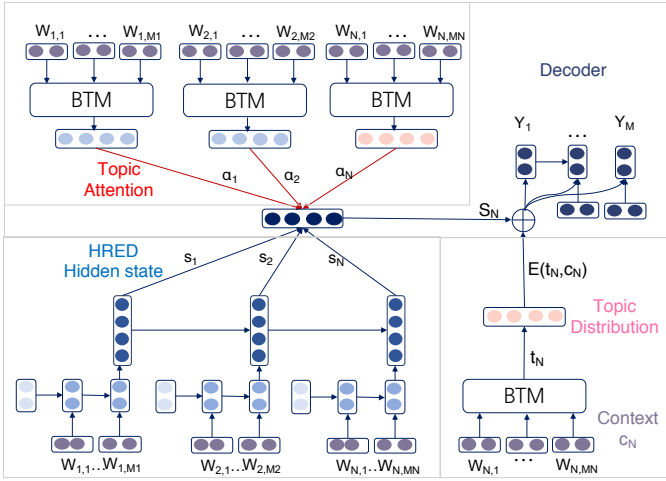 W1,1 ... W1,M1 W2,1 ... W2,M2 WN,1 ... WN,MN
BTM BTM BTM
Decoder
Y1 ... YM
Topic
Attention
α1 α2 αN
SN
HRED
Hidden state
s1 s2 sN
E(tN,cN)
Topic
Distribution
tN
BTM
Context
cN
W1,1...W1,M1 W2,1...W2,M2 WN,1...WN,MN
WN,1 ... WN,MN